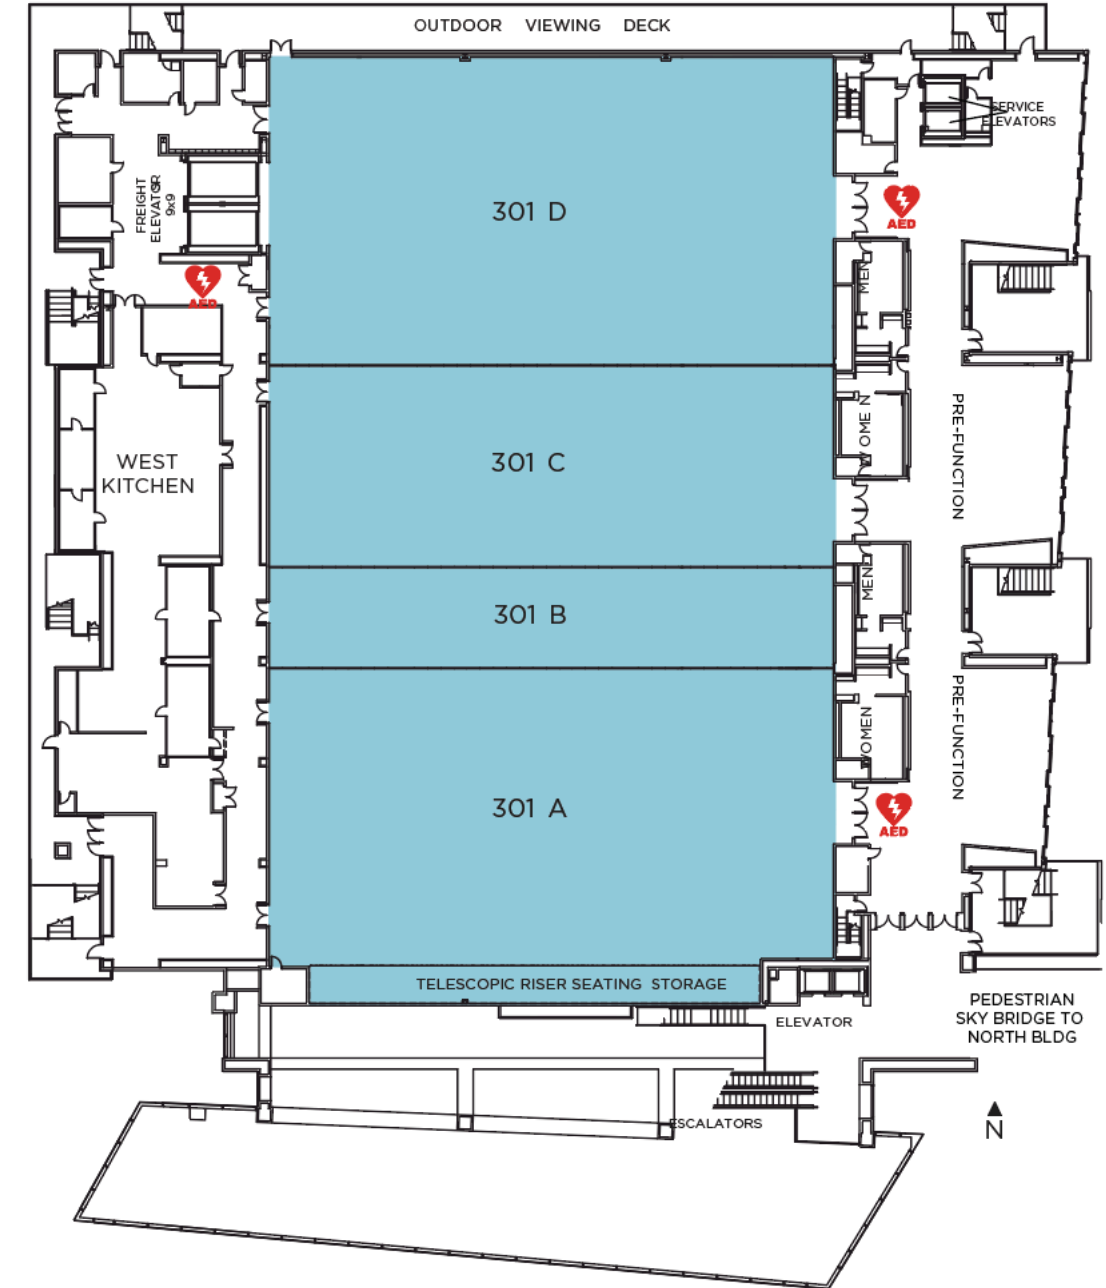 OUTDOOR VIEWING DECK
SERVICE
ELEVATORS
FREIGHT
ELEVATOR
9x9
301 D
AED
AED
MEN
301 C
WOMEN
PRE-FUNCTION
WEST
KITCHEN
301 B
MEN
WOMEN
PRE-FUNCTION
301 A
AED
TELESCOPIC RISER SEATING STORAGE
ELEVATOR
PEDESTRIAN
SKY BRIDGE TO
NORTH BLDG
ESCALATORS
N